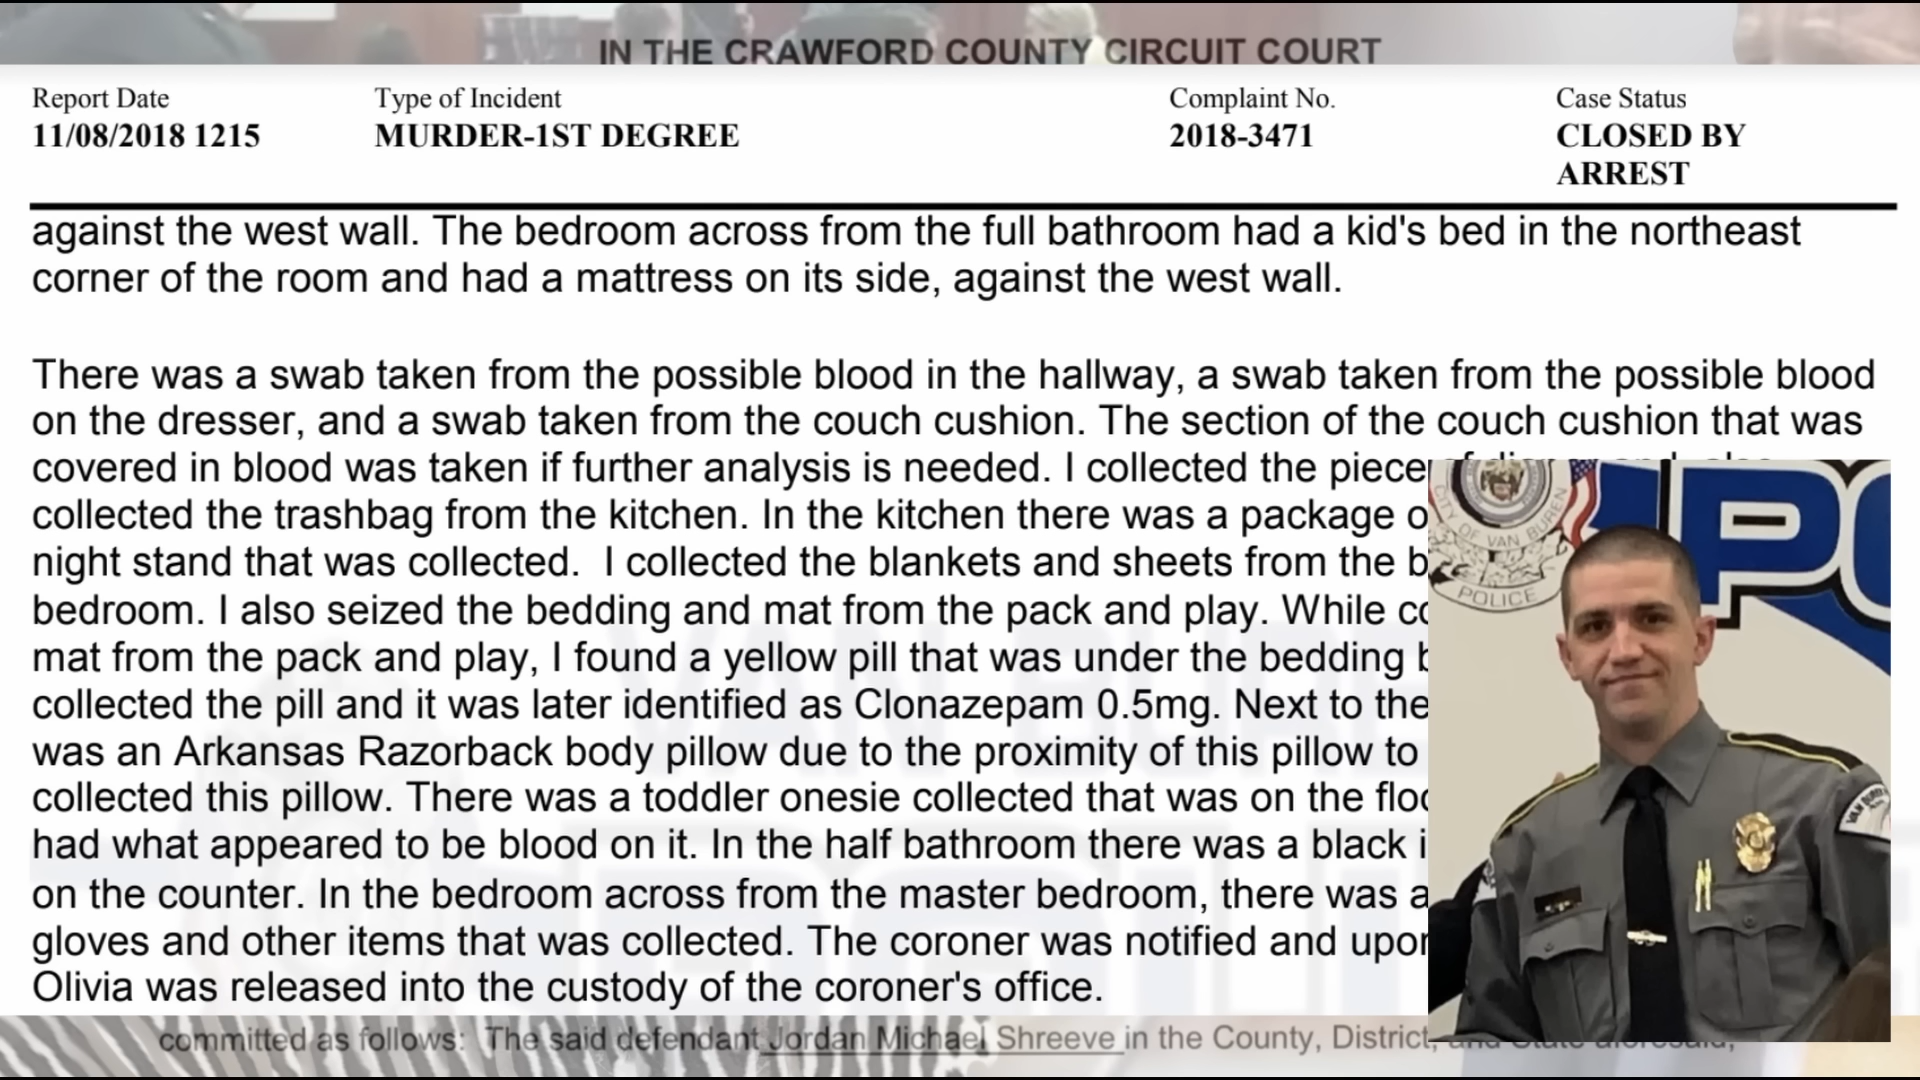 IN THE CRAWFORD COUNTY CIRCUIT COURT
Report Date Type of Incident Complaint No. Case Status
11/08/2018 1215 MURDER-1ST DEGREE 2018-3471 CLOSED BY
ARREST
against the west wall. The bedroom across from the full bathroom had a kid's bed in the northeast
corner of the room and had a mattress on its side, against the west wall.
There was a swab taken from the possible blood in the hallway, a swab taken from the possible blood
on the dresser, and a swab taken from the couch cushion. The section of the couch cushion that was
covered in blood was taken if further analysis is needed. I collected the piece
collected the trashbag from the kitchen. In the kitchen there was a package o
night stand that was collected. I collected the blankets and sheets from the b
bedroom. I also seized the bedding and mat from the pack and play. While co
mat from the pack and play, I found a yellow pill that was under the bedding b
collected the pill and it was later identified as Clonazepam 0.5mg. Next to the
was an Arkansas Razorback body pillow due to the proximity of this pillow to
collected this pillow. There was a toddler onesie collected that was on the floo
had what appeared to be blood on it. In the half bathroom there was a black i
on the counter. In the bedroom across from the master bedroom, there was a
gloves and other items that was collected. The coroner was notified and upon
Olivia was released into the custody of the coroner's office.
committed as follows: The said defendant Jordan Michael Shreeve in the County, District, and State aforesaid,
CITY OF VAN BUREN
POLICE
PO
VAN BUREN